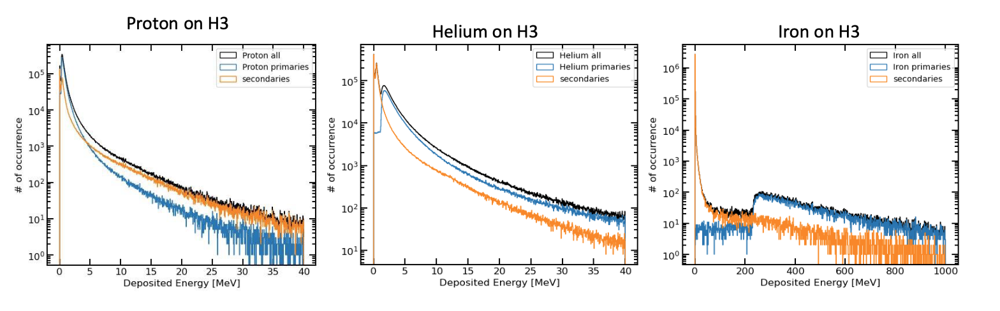 Proton on H3
Proton all
Proton primaries
secondaries
# of occurrence
10^5
10^4
10^3
10^2
10^1
10^0
0 5 10 15 20 25 30 35 40
Deposited Energy [MeV]
Helium on H3
Helium all
Helium primaries
secondaries
# of occurrence
10^5
10^4
10^3
10^2
10^1
0 5 10 15 20 25 30 35 40
Deposited Energy [MeV]
Iron on H3
Iron all
Iron primaries
secondaries
# of occurrence
10^6
10^5
10^4
10^3
10^2
10^1
10^0
0 200 400 600 800 1000
Deposited Energy [MeV]